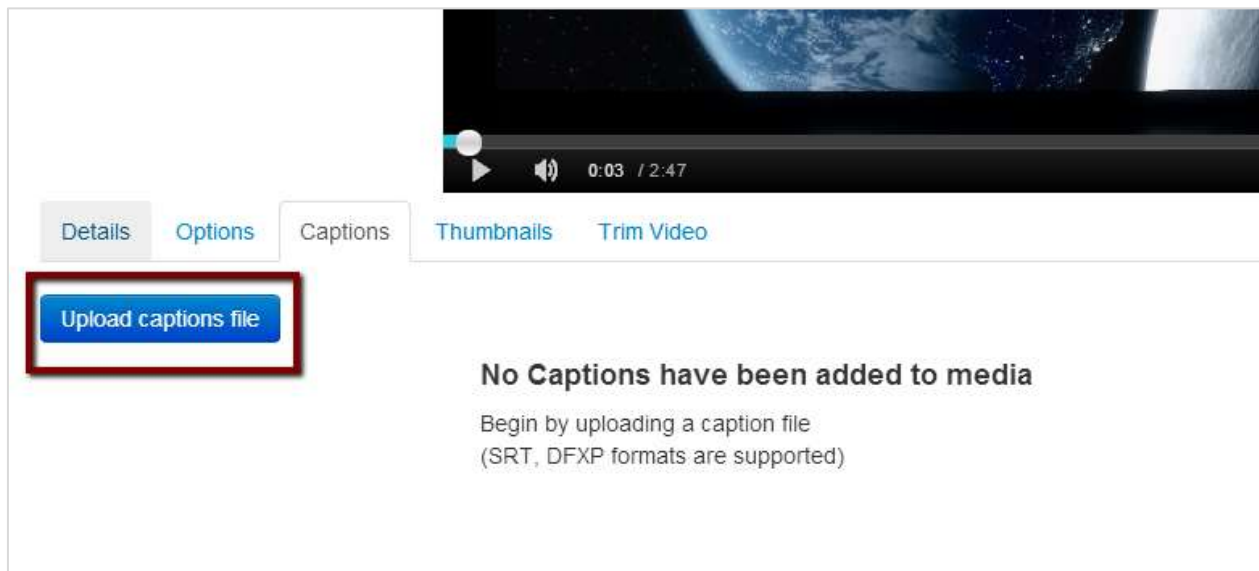 0:03 / 2:47
Details Options Captions Thumbnails Trim Video
Upload captions file
No Captions have been added to media
Begin by uploading a caption file
(SRT, DFXP formats are supported)